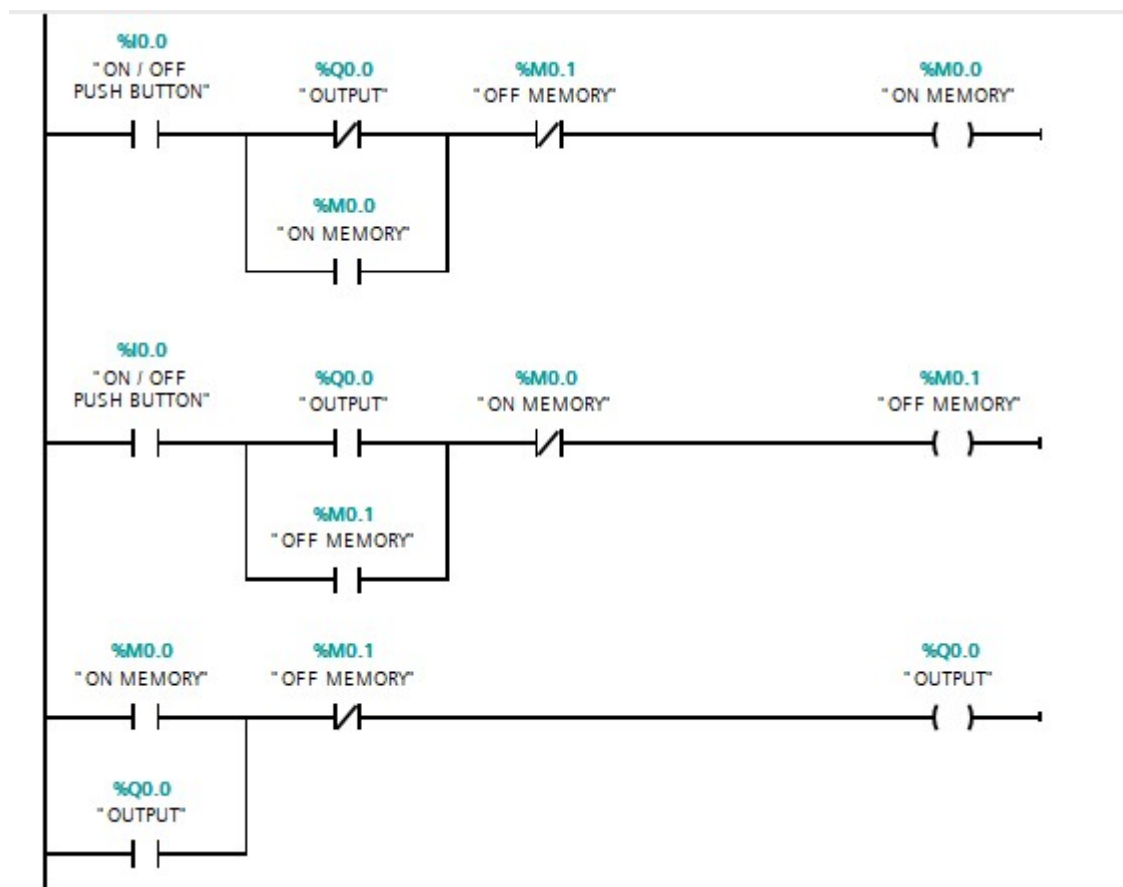 %I0.0
"ON / OFF
PUSH BUTTON"
%Q0.0
"OUTPUT"
%M0.1
"OFF MEMORY"
%M0.0
"ON MEMORY"
%M0.0
"ON MEMORY"
%I0.0
"ON / OFF
PUSH BUTTON"
%Q0.0
"OUTPUT"
%M0.0
"ON MEMORY"
%M0.1
"OFF MEMORY"
%M0.1
"OFF MEMORY"
%M0.0
"ON MEMORY"
%M0.1
"OFF MEMORY"
%Q0.0
"OUTPUT"
%Q0.0
"OUTPUT"